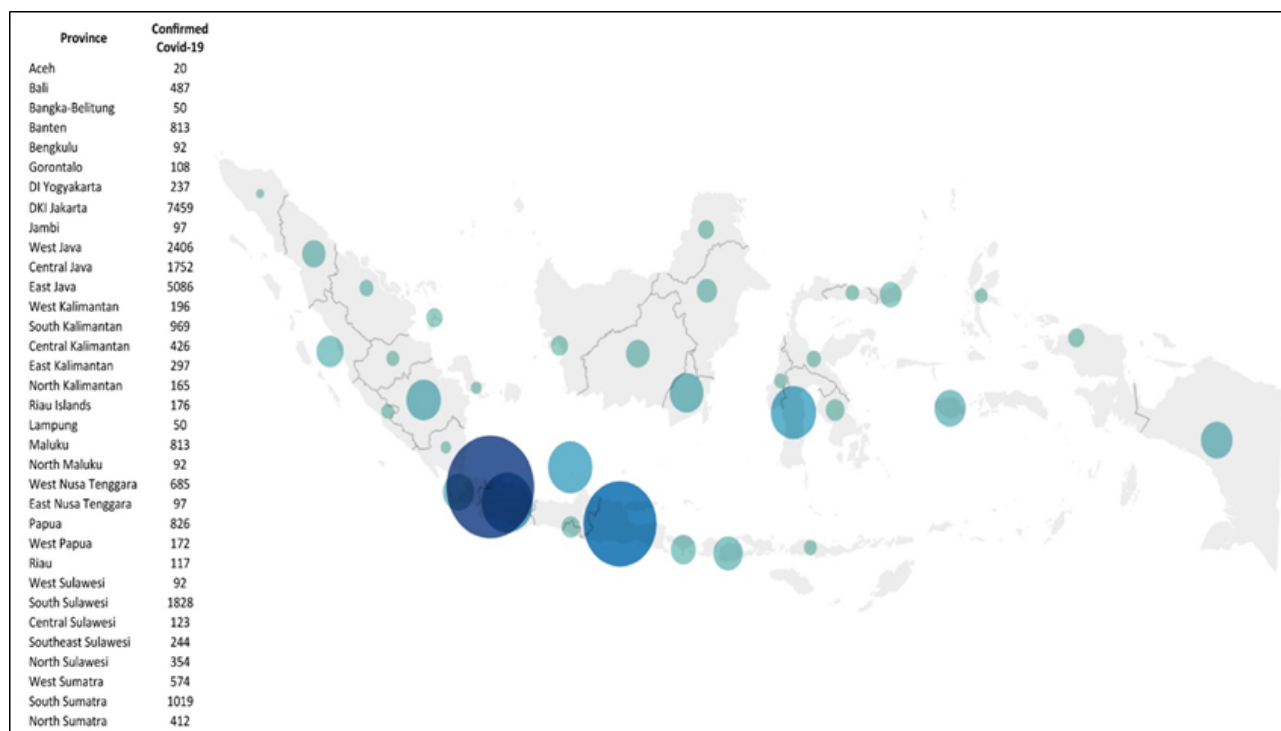 Province Confirmed
Covid-19
Aceh 20
Bali 487
Bangka-Belitung 50
Banten 813
Bengkulu 92
Gorontalo 108
DI Yogyakarta 237
DKI Jakarta 7459
Jambi 97
West Java 2406
Central Java 1752
East Java 5086
West Kalimantan 196
South Kalimantan 969
Central Kalimantan 426
East Kalimantan 297
North Kalimantan 165
Riau Islands 176
Lampung 50
Maluku 813
North Maluku 92
West Nusa Tenggara 685
East Nusa Tenggara 97
Papua 826
West Papua 172
Riau 117
West Sulawesi 92
South Sulawesi 1828
Central Sulawesi 123
Southeast Sulawesi 244
North Sulawesi 354
West Sumatra 574
South Sumatra 1019
North Sumatra 412